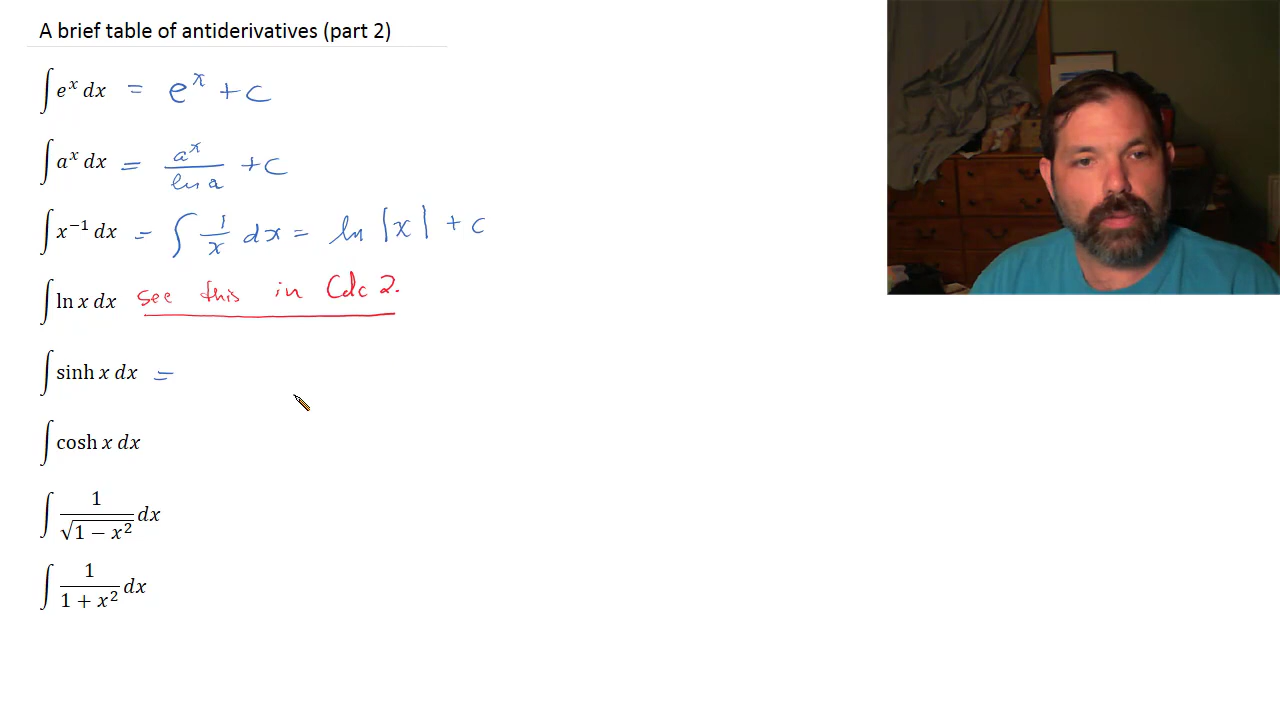 A brief table of antiderivatives (part 2)
∫ eˣ dx = eˣ + c
∫ aˣ dx = aˣ / ln a + c
∫ x⁻¹ dx = ∫ 1/x dx = ln |x| + c
∫ ln x dx see this in Calc 2.
∫ sinh x dx =
∫ cosh x dx
∫ 1/√(1 − x²) dx
∫ 1/(1 + x²) dx